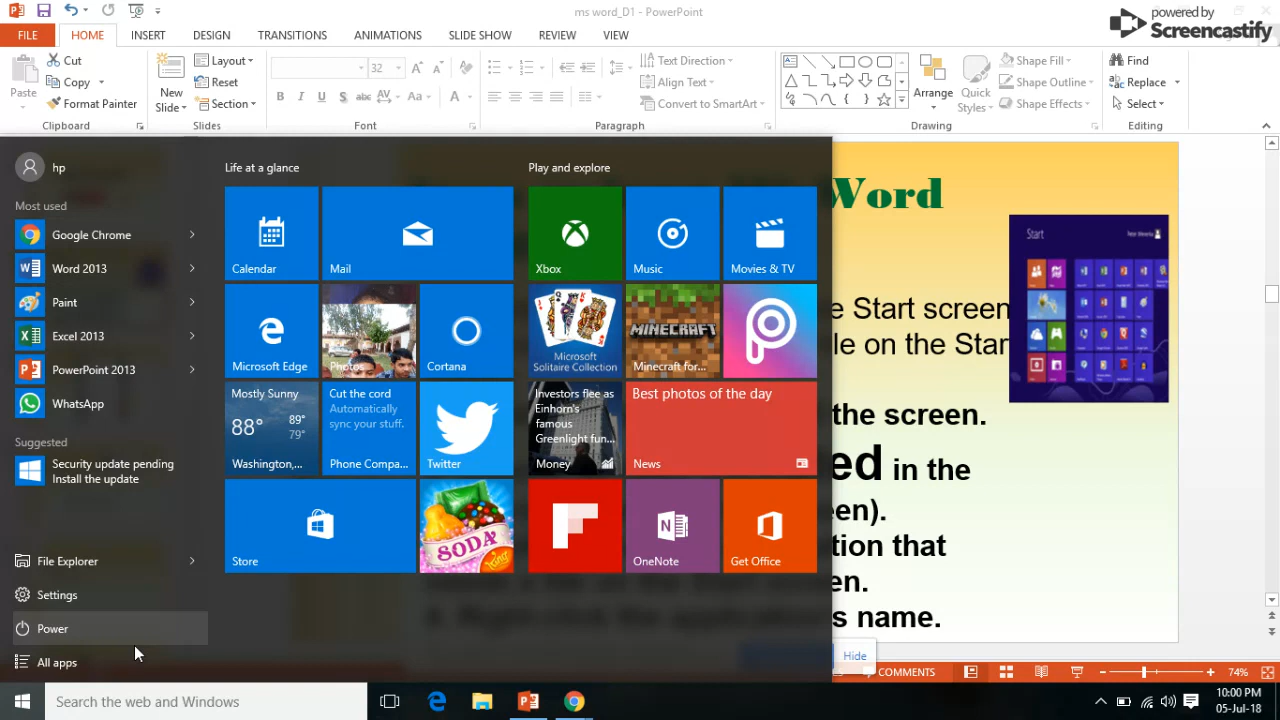 ms word_D1 - PowerPoint
powered by
Screencastify
FILE
HOME
INSERT
DESIGN
TRANSITIONS
ANIMATIONS
SLIDE SHOW
REVIEW
VIEW
Paste
Cut
Copy
Format Painter
Clipboard
New
Slide
Layout
Reset
Section
Slides
32
B I U S abc AV Aa A
Font
Text Direction
Align Text
Convert to SmartArt
Paragraph
Arrange
Quick
Styles
Shape Fill
Shape Outline
Shape Effects
Drawing
Find
Replace
Select
Editing
hp
Most used
Google Chrome
Word 2013
Paint
Excel 2013
PowerPoint 2013
WhatsApp
Suggested
Security update pending
Install the update
File Explorer
Settings
Power
All apps
Life at a glance
Calendar
Mail
Microsoft Edge
Photos
Cortana
Mostly Sunny
88° 89°
79°
Washington,...
Cut the cord
Automatically
sync your stuff.
Phone Compa...
Twitter
Store
SODA
Play and explore
Xbox
Music
Movies & TV
Microsoft
Solitaire Collection
MINECRAFT
Minecraft for...
Investors flee as
Einhorn's
famous
Greenlight fun...
Money
Best photos of the day
News
OneNote
Get Office
Word
Start
e Start screen
le on the Star
the screen.
ed in the
een).
tion that
en.
s name.
Hide
COMMENTS
74%
Search the web and Windows
10:00 PM
05-Jul-18